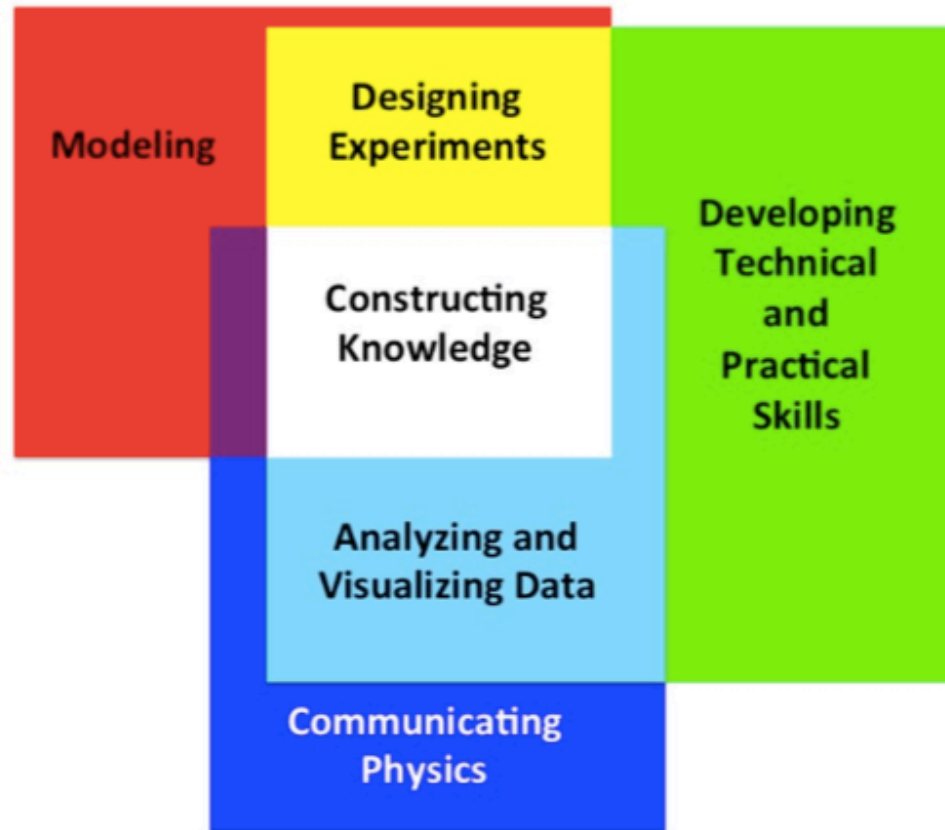 Modeling
Designing
Experiments
Developing
Technical
and
Practical
Skills
Constructing
Knowledge
Analyzing and
Visualizing Data
Communicating
Physics